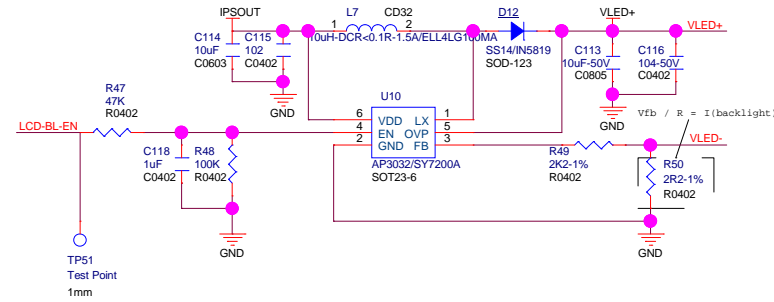 IPSOUT
L7
CD32
D12
VLED+
VLED+
1
2
10uH-DCR<0.1R-1.5A/ELL4LG100MA
C114
10uF
C0603
C115
102
C0402
SS14/IN5819
SOD-123
C113
10uF-50V
C0805
C116
104-50V
C0402
GND
GND
R47
47K
R0402
LCD-BL-EN
U10
6
4
2
VDD LX
EN OVP
GND FB
1
5
3
AP3032/SY7200A
SOT23-6
Vfb / R = I(backlight)
VLED-
R49
2K2-1%
R0402
R50
2R2-1%
R0402
C118
1uF
C0402
R48
100K
R0402
GND
GND
TP51
Test Point
1mm